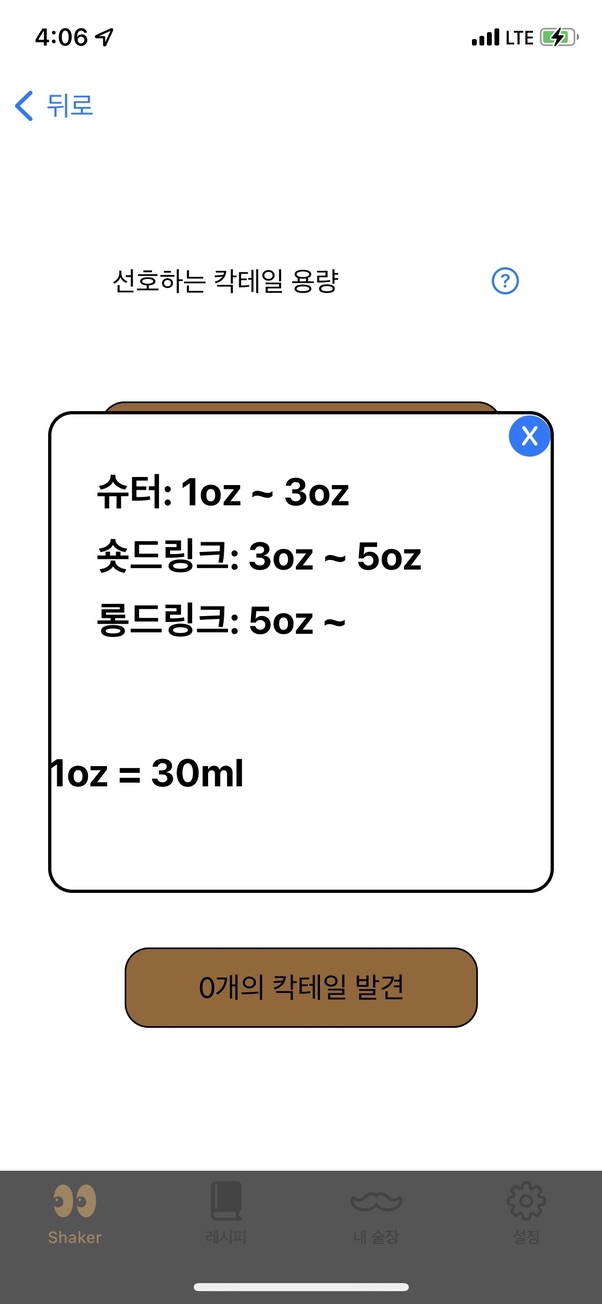 4:06
LTE
뒤로
선호하는 칵테일 용량
?
X
슈터: 1oz ~ 3oz
숏드링크: 3oz ~ 5oz
롱드링크: 5oz ~
1oz = 30ml
0개의 칵테일 발견
Shaker
레시피
내 술장
설정